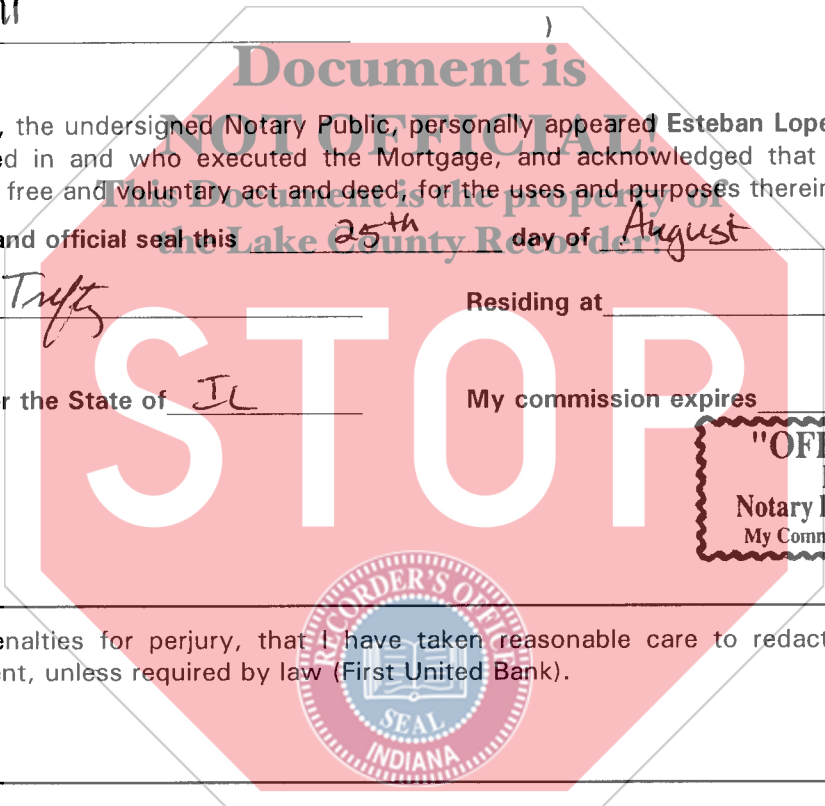 )
Document is
, the undersigned Notary Public, personally appeared Esteban Lope
NOT OFFICIAL!
ed in and who executed the Mortgage, and acknowledged that
free and voluntary act and deed, for the uses and purposes therein
This Document is the property of
and official seal this 25th day of August
the Lake County Recorder!
Residing at
STOP
r the State of IL
My commission expires
"OFI
Notary
My Comm
RECORDER'S OFFICE
enalties for perjury, that I have taken reasonable care to redact
ent, unless required by law (First United Bank).
SEAL
INDIANA